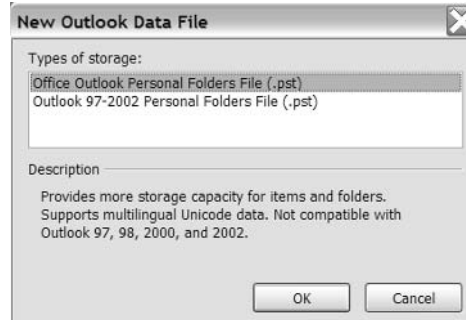 New Outlook Data File
Types of storage:
Office Outlook Personal Folders File (.pst)
Outlook 97-2002 Personal Folders File (.pst)
Description
Provides more storage capacity for items and folders.
Supports multilingual Unicode data. Not compatible with
Outlook 97, 98, 2000, and 2002.
OK Cancel